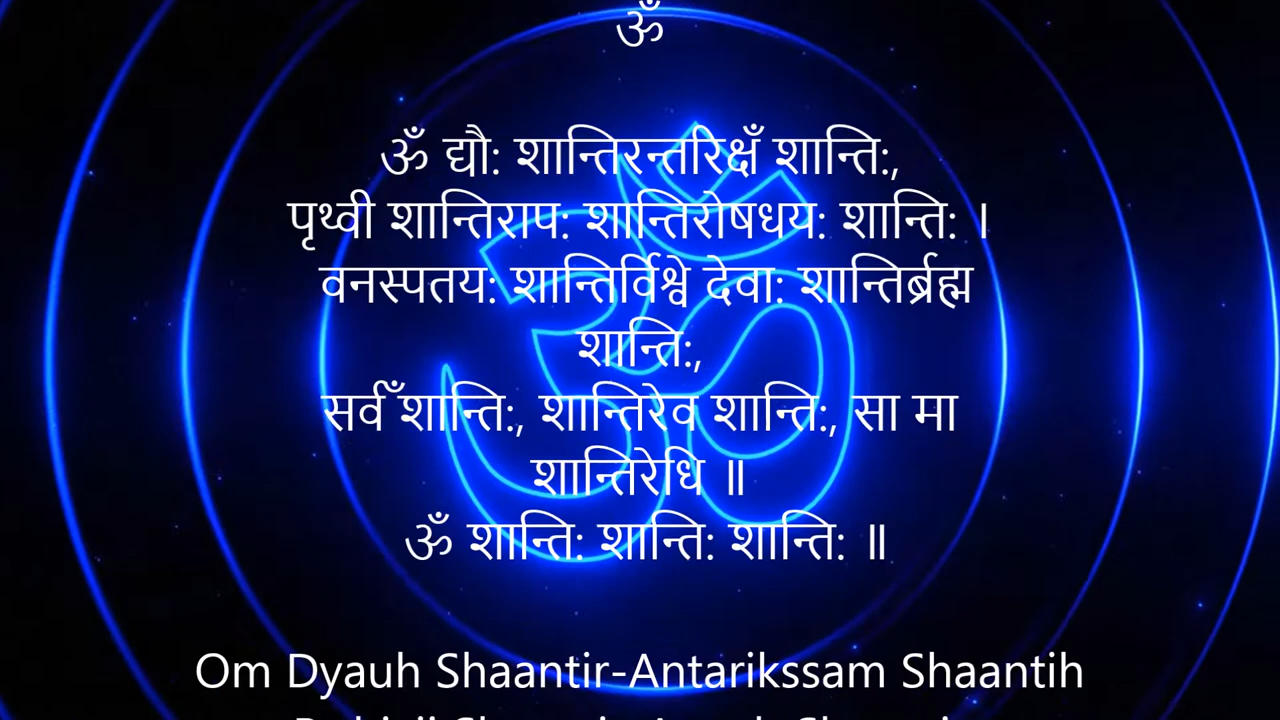 ॐ
ॐ द्यौ: शान्तिरन्तरिक्षँ शान्ति:,
पृथ्वी शान्तिराप: शान्तिरोषधय: शान्ति: ।
वनस्पतय: शान्तिर्विश्वे देवा: शान्तिर्ब्रह्म
शान्ति:,
सर्वँ शान्ति:, शान्तिरेव शान्ति:, सा मा
शान्तिरेधि ॥
ॐ शान्ति: शान्ति: शान्ति: ॥
Om Dyauh Shaantir-Antarikssam Shaantih